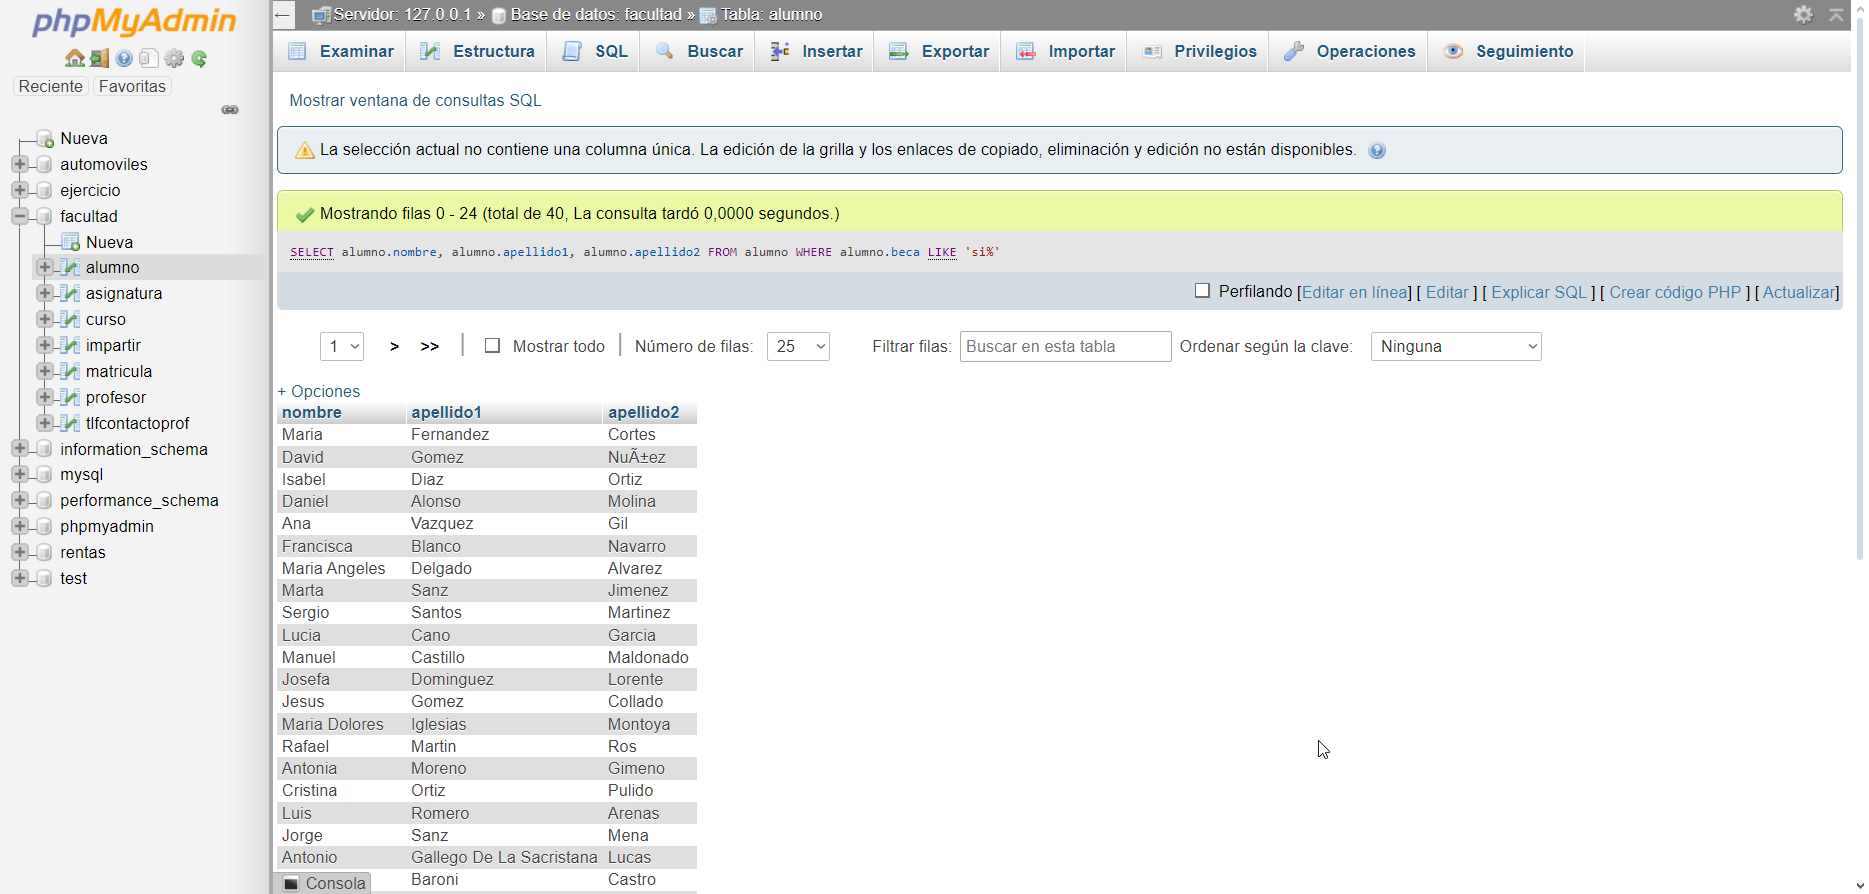 phpMyAdmin
Reciente Favoritas
Nueva
automoviles
ejercicio
facultad
Nueva
alumno
asignatura
curso
impartir
matricula
profesor
tlfcontactoprof
information_schema
mysql
performance_schema
phpmyadmin
rentas
test
Servidor: 127.0.0.1 » Base de datos: facultad » Tabla: alumno
Examinar Estructura SQL Buscar Insertar Exportar Importar Privilegios Operaciones Seguimiento
Mostrar ventana de consultas SQL
La selección actual no contiene una columna única. La edición de la grilla y los enlaces de copiado, eliminación y edición no están disponibles.
Mostrando filas 0 - 24 (total de 40, La consulta tardó 0,0000 segundos.)
SELECT alumno.nombre, alumno.apellido1, alumno.apellido2 FROM alumno WHERE alumno.beca LIKE 'si%'
Perfilando [Editar en línea] [ Editar ] [ Explicar SQL ] [ Crear código PHP ] [ Actualizar]
1 > >> | Mostrar todo | Número de filas: 25 Filtrar filas: Buscar en esta tabla Ordenar según la clave: Ninguna
+ Opciones
nombre apellido1 apellido2
Maria Fernandez Cortes
David Gomez NuÃ±ez
Isabel Diaz Ortiz
Daniel Alonso Molina
Ana Vazquez Gil
Francisca Blanco Navarro
Maria Angeles Delgado Alvarez
Marta Sanz Jimenez
Sergio Santos Martinez
Lucia Cano Garcia
Manuel Castillo Maldonado
Josefa Dominguez Lorente
Jesus Gomez Collado
Maria Dolores Iglesias Montoya
Rafael Martin Ros
Antonia Moreno Gimeno
Cristina Ortiz Pulido
Luis Romero Arenas
Jorge Sanz Mena
Antonio Gallego De La Sacristana Lucas
Baroni Castro
Consola